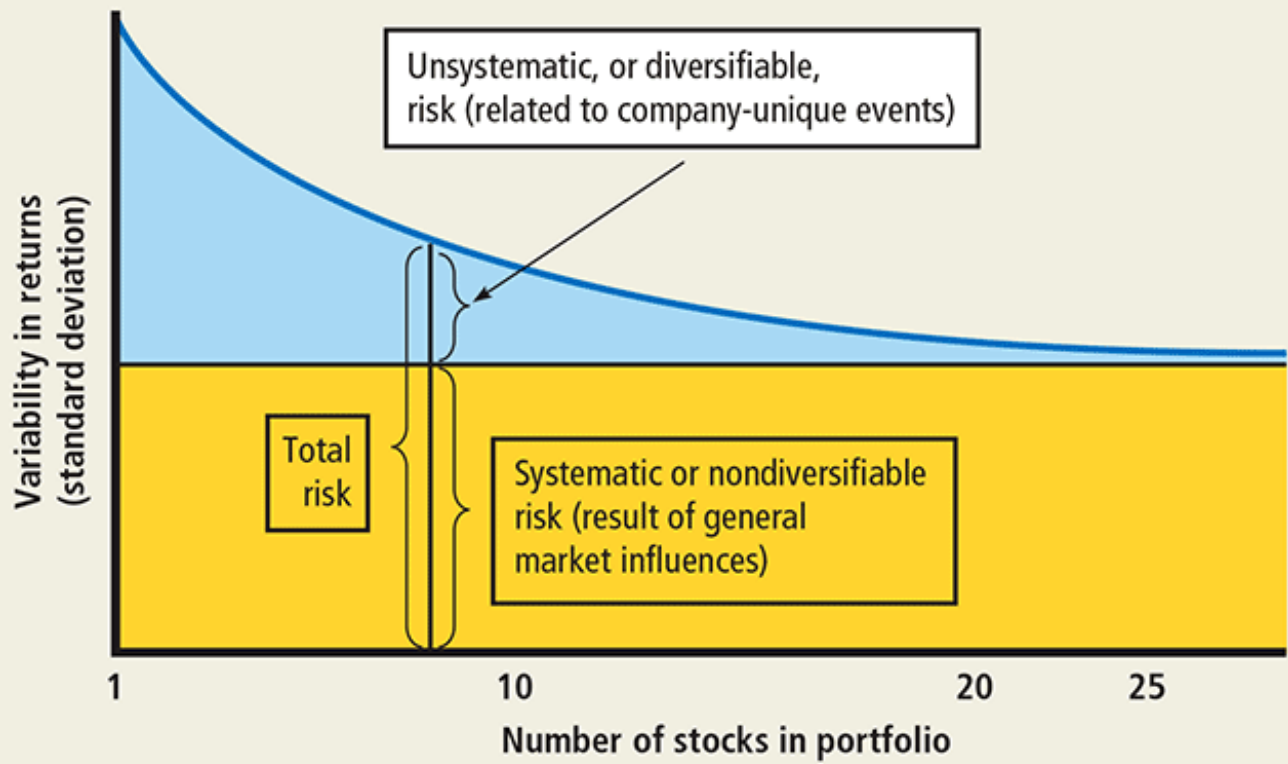 Unsystematic, or diversifiable,
risk (related to company-unique events)
Variability in returns
(standard deviation)
Total
risk
Systematic or nondiversifiable
risk (result of general
market influences)
1 10 20 25
Number of stocks in portfolio